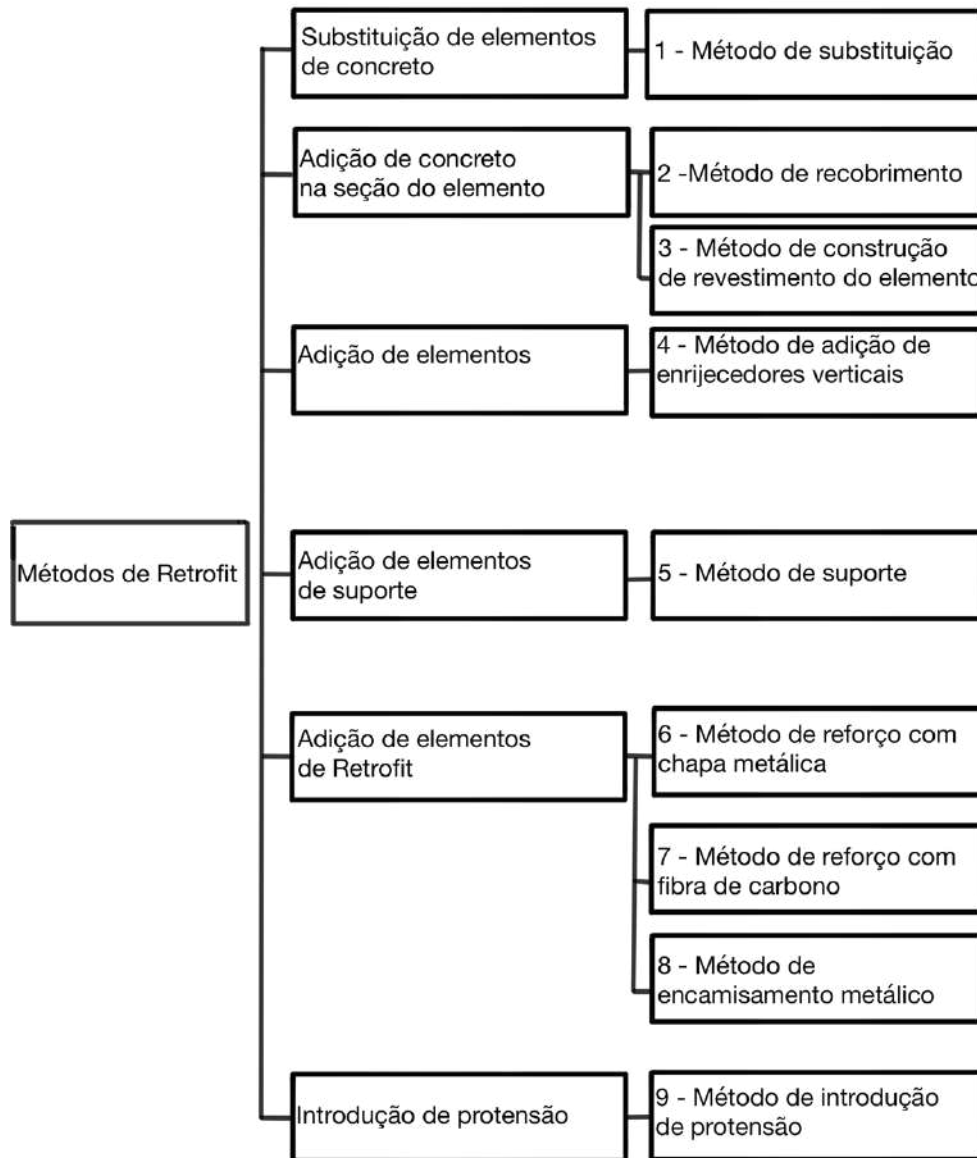 Substituição de elementos
de concreto
1 - Método de substituição
Adição de concreto
na seção do elemento
2 -Método de recobrimento
3 - Método de construção
de revestimento do elemento
Adição de elementos
4 - Método de adição de
enrijecedores verticais
Métodos de Retrofit
Adição de elementos
de suporte
5 - Método de suporte
Adição de elementos
de Retrofit
6 - Método de reforço com
chapa metálica
7 - Método de reforço com
fibra de carbono
8 - Método de
encamisamento metálico
Introdução de protensão
9 - Método de introdução
de protensão